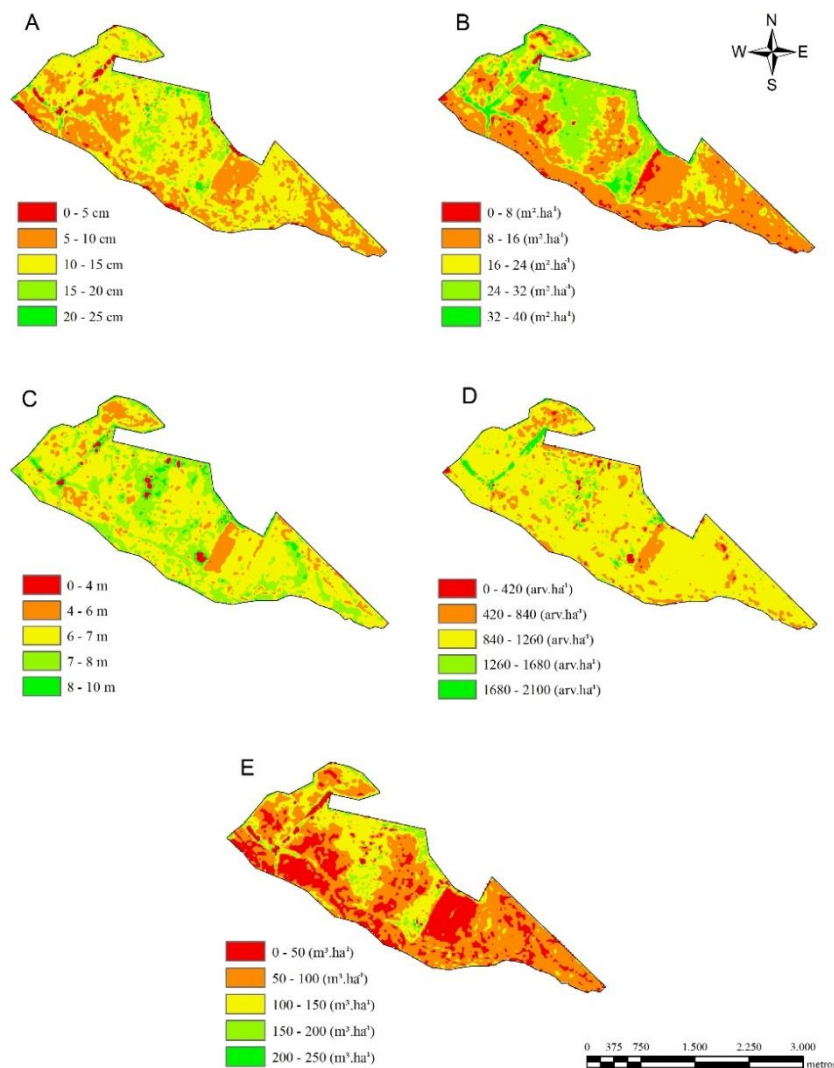 A
B
N
W E
S
0 - 5 cm
5 - 10 cm
10 - 15 cm
15 - 20 cm
20 - 25 cm
0 - 8 (m².ha¹)
8 - 16 (m².ha¹)
16 - 24 (m².ha¹)
24 - 32 (m².ha¹)
32 - 40 (m².ha¹)
C
D
0 - 4 m
4 - 6 m
6 - 7 m
7 - 8 m
8 - 10 m
0 - 420 (arv.ha¹)
420 - 840 (arv.ha¹)
840 - 1260 (arv.ha¹)
1260 - 1680 (arv.ha¹)
1680 - 2100 (arv.ha¹)
E
0 - 50 (m³.ha¹)
50 - 100 (m³.ha¹)
100 - 150 (m³.ha¹)
150 - 200 (m³.ha¹)
200 - 250 (m³.ha¹)
0 375 750 1.500 2.250 3.000
metros